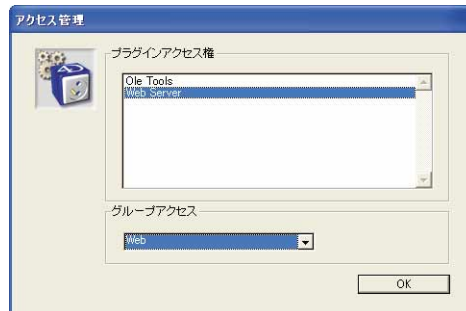 アクセス管理
プラグインアクセス権
Ole Tools
Web Server
グループアクセス
Web
OK